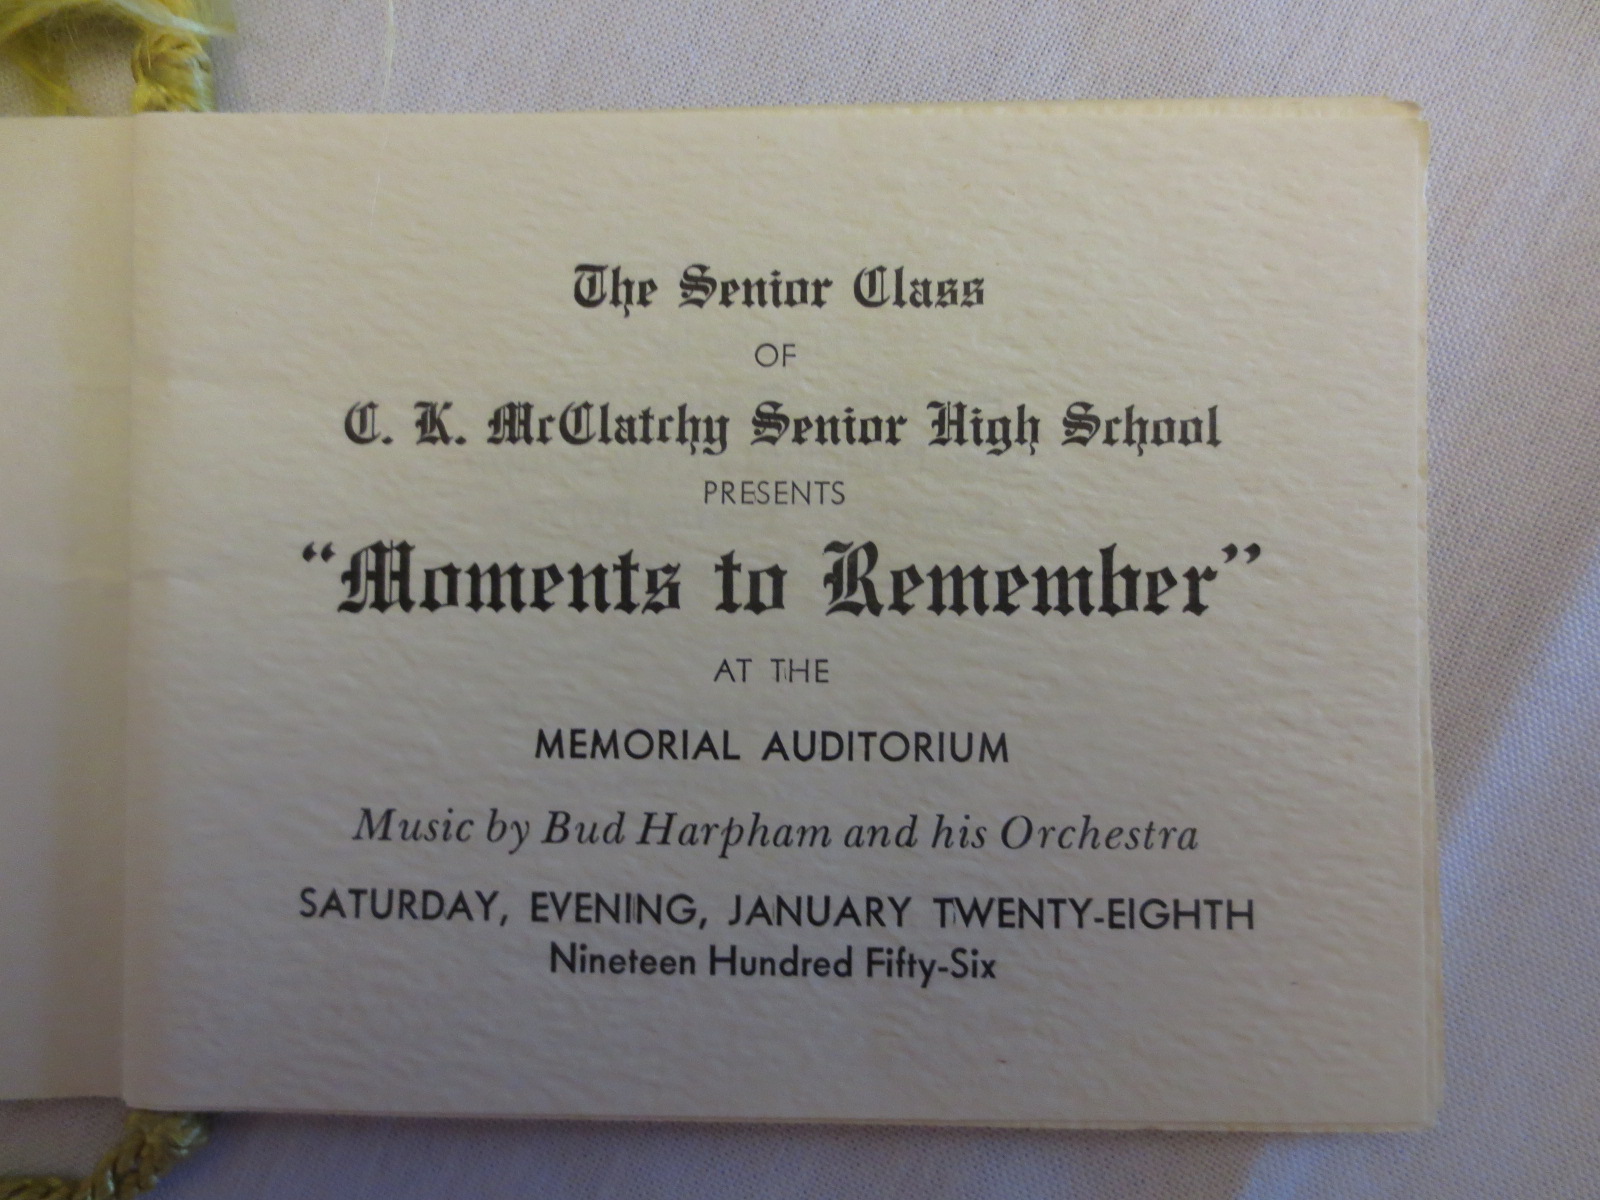 The Senior Class
OF
C. K. McClatchy Senior High School
PRESENTS
“Moments to Remember”
AT THE
MEMORIAL AUDITORIUM
Music by Bud Harpham and his Orchestra
SATURDAY, EVENING, JANUARY TWENTY-EIGHTH
Nineteen Hundred Fifty-Six